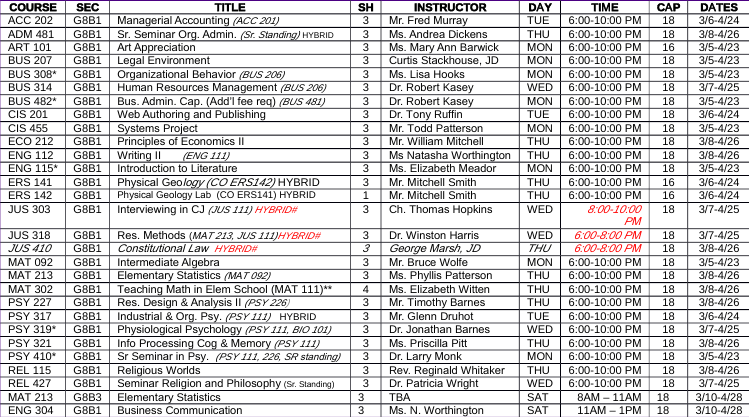 COURSE SEC TITLE SH INSTRUCTOR DAY TIME CAP DATES
ACC 202 G8B1 Managerial Accounting (ACC 201) 3 Mr. Fred Murray TUE 6:00-10:00 PM 18 3/6-4/24
ADM 481 G8B1 Sr. Seminar Org. Admin. (Sr. Standing) HYBRID 3 Ms. Andrea Dickens THU 6:00-10:00 PM 18 3/8-4/26
ART 101 G8B1 Art Appreciation 3 Ms. Mary Ann Barwick MON 6:00-10:00 PM 16 3/5-4/23
BUS 207 G8B1 Legal Environment 3 Curtis Stackhouse, JD MON 6:00-10:00 PM 18 3/5-4/23
BUS 308* G8B1 Organizational Behavior (BUS 206) 3 Ms. Lisa Hooks MON 6:00-10:00 PM 18 3/5-4/23
BUS 314 G8B1 Human Resources Management (BUS 206) 3 Dr. Robert Kasey WED 6:00-10:00 PM 18 3/7-4/25
BUS 482* G8B1 Bus. Admin. Cap. (Add'l fee req) (BUS 481) 3 Dr. Robert Kasey MON 6:00-10:00 PM 18 3/5-4/23
CIS 201 G8B1 Web Authoring and Publishing 3 Dr. Tony Ruffin TUE 6:00-10:00 PM 18 3/6-4/24
CIS 455 G8B1 Systems Project 3 Mr. Todd Patterson MON 6:00-10:00 PM 18 3/5-4/23
ECO 212 G8B1 Principles of Economics II 3 Mr. William Mitchell THU 6:00-10:00 PM 18 3/8-4/26
ENG 112 G8B1 Writing II (ENG 111) 3 Ms Natasha Worthington THU 6:00-10:00 PM 18 3/8-4/26
ENG 115* G8B1 Introduction to Literature 3 Ms. Elizabeth Meador MON 6:00-10:00 PM 18 3/5-4/23
ERS 141 G8B1 Physical Geology (CO ERS142) HYBRID 3 Mr. Mitchell Smith THU 6:00-10:00 PM 16 3/6-4/23
ERS 142 G8B1 Physical Geology Lab (CO ERS141) HYBRID 1 Mr. Mitchell Smith THU 6:00-10:00 PM 16 3/6-4/23
JUS 303 G8B1 Interviewing in CJ (JUS 111) HYBRID# 3 Ch. Thomas Hopkins WED 8:00-10:00 18 3/7-4/25
PM
JUS 318 G8B1 Res. Methods (MAT 213, JUS 111)HYBRID# 3 Dr. Winston Harris WED 6:00-8:00 PM 18 3/7-4/25
JUS 410 G8B1 Constitutional Law HYBRID# 3 George Marsh, JD THU 6:00-8:00 PM 18 3/8-4/26
MAT 092 G8B1 Intermediate Algebra 3 Mr. Bruce Wolfe MON 6:00-10:00 PM 18 3/5-4/23
MAT 213 G8B1 Elementary Statistics (MAT 092) 3 Ms. Phyllis Patterson THU 6:00-10:00 PM 18 3/8-4/26
MAT 302 G8B1 Teaching Math in Elem School (MAT 111)** 4 Ms. Elizabeth Witten THU 6:00-10:00 PM 18 3/8-4/26
PSY 227 G8B1 Res. Design & Analysis II (PSY 226) 3 Mr. Timothy Barnes THU 6:00-10:00 PM 18 3/8-4/26
PSY 317 G8B1 Industrial & Org. Psy. (PSY 111) HYBRID 3 Mr. Glenn Druhot TUE 6:00-10:00 PM 18 3/6-4/24
PSY 319* G8B1 Physiological Psychology (PSY 111, BIO 101) 3 Dr. Jonathan Barnes WED 6:00-10:00 PM 18 3/7-4/25
PSY 321 G8B1 Info Processing Cog & Memory (PSY 111) 3 Ms. Priscilla Pitt THU 6:00-10:00 PM 18 3/8-4/26
PSY 410* G8B1 Sr Seminar in Psy. (PSY 111, 226, SR standing) 3 Dr. Larry Monk MON 6:00-10:00 PM 18 3/5-4/23
REL 115 G8B1 Religious Worlds 3 Rev. Reginald Whitaker THU 6:00-10:00 PM 18 3/8-4/26
REL 427 G8B1 Seminar Religion and Philosophy (Sr. Standing) 3 Dr. Patricia Wright WED 6:00-10:00 PM 18 3/7-4/25
MAT 213 G8B3 Elementary Statistics 3 TBA SAT 8AM – 11AM 18 3/10-4/28
ENG 304 G8B1 Business Communication 3 Ms. N. Worthington SAT 11AM – 1PM 18 3/10-4/28